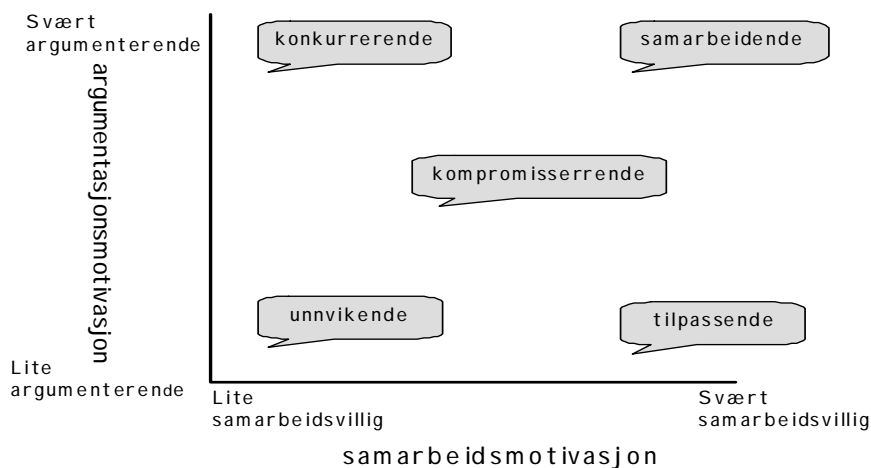 Svært
argumenterende
konkurrerende
samarbeidende
argumentasjonsmotivasjon
kompromisserrende
unnvikende
tilpassende
Lite
argumenterende
Lite
samarbeidsvillig
Svært
samarbeidsvillig
samarbeidsmotivasjon